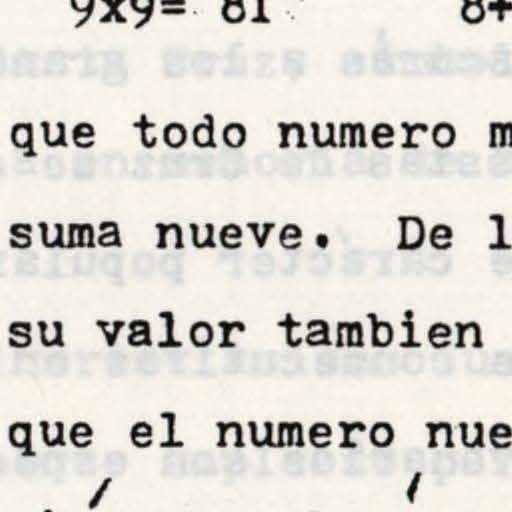 9x9= 81 8+
que todo numero m
suma nueve. De l
su valor tambien
que el numero nue